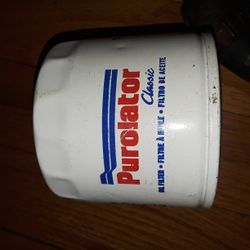 Purolator
Classic
OIL FILTER • FILTRE À HUILE • FILTRO DE ACEITE